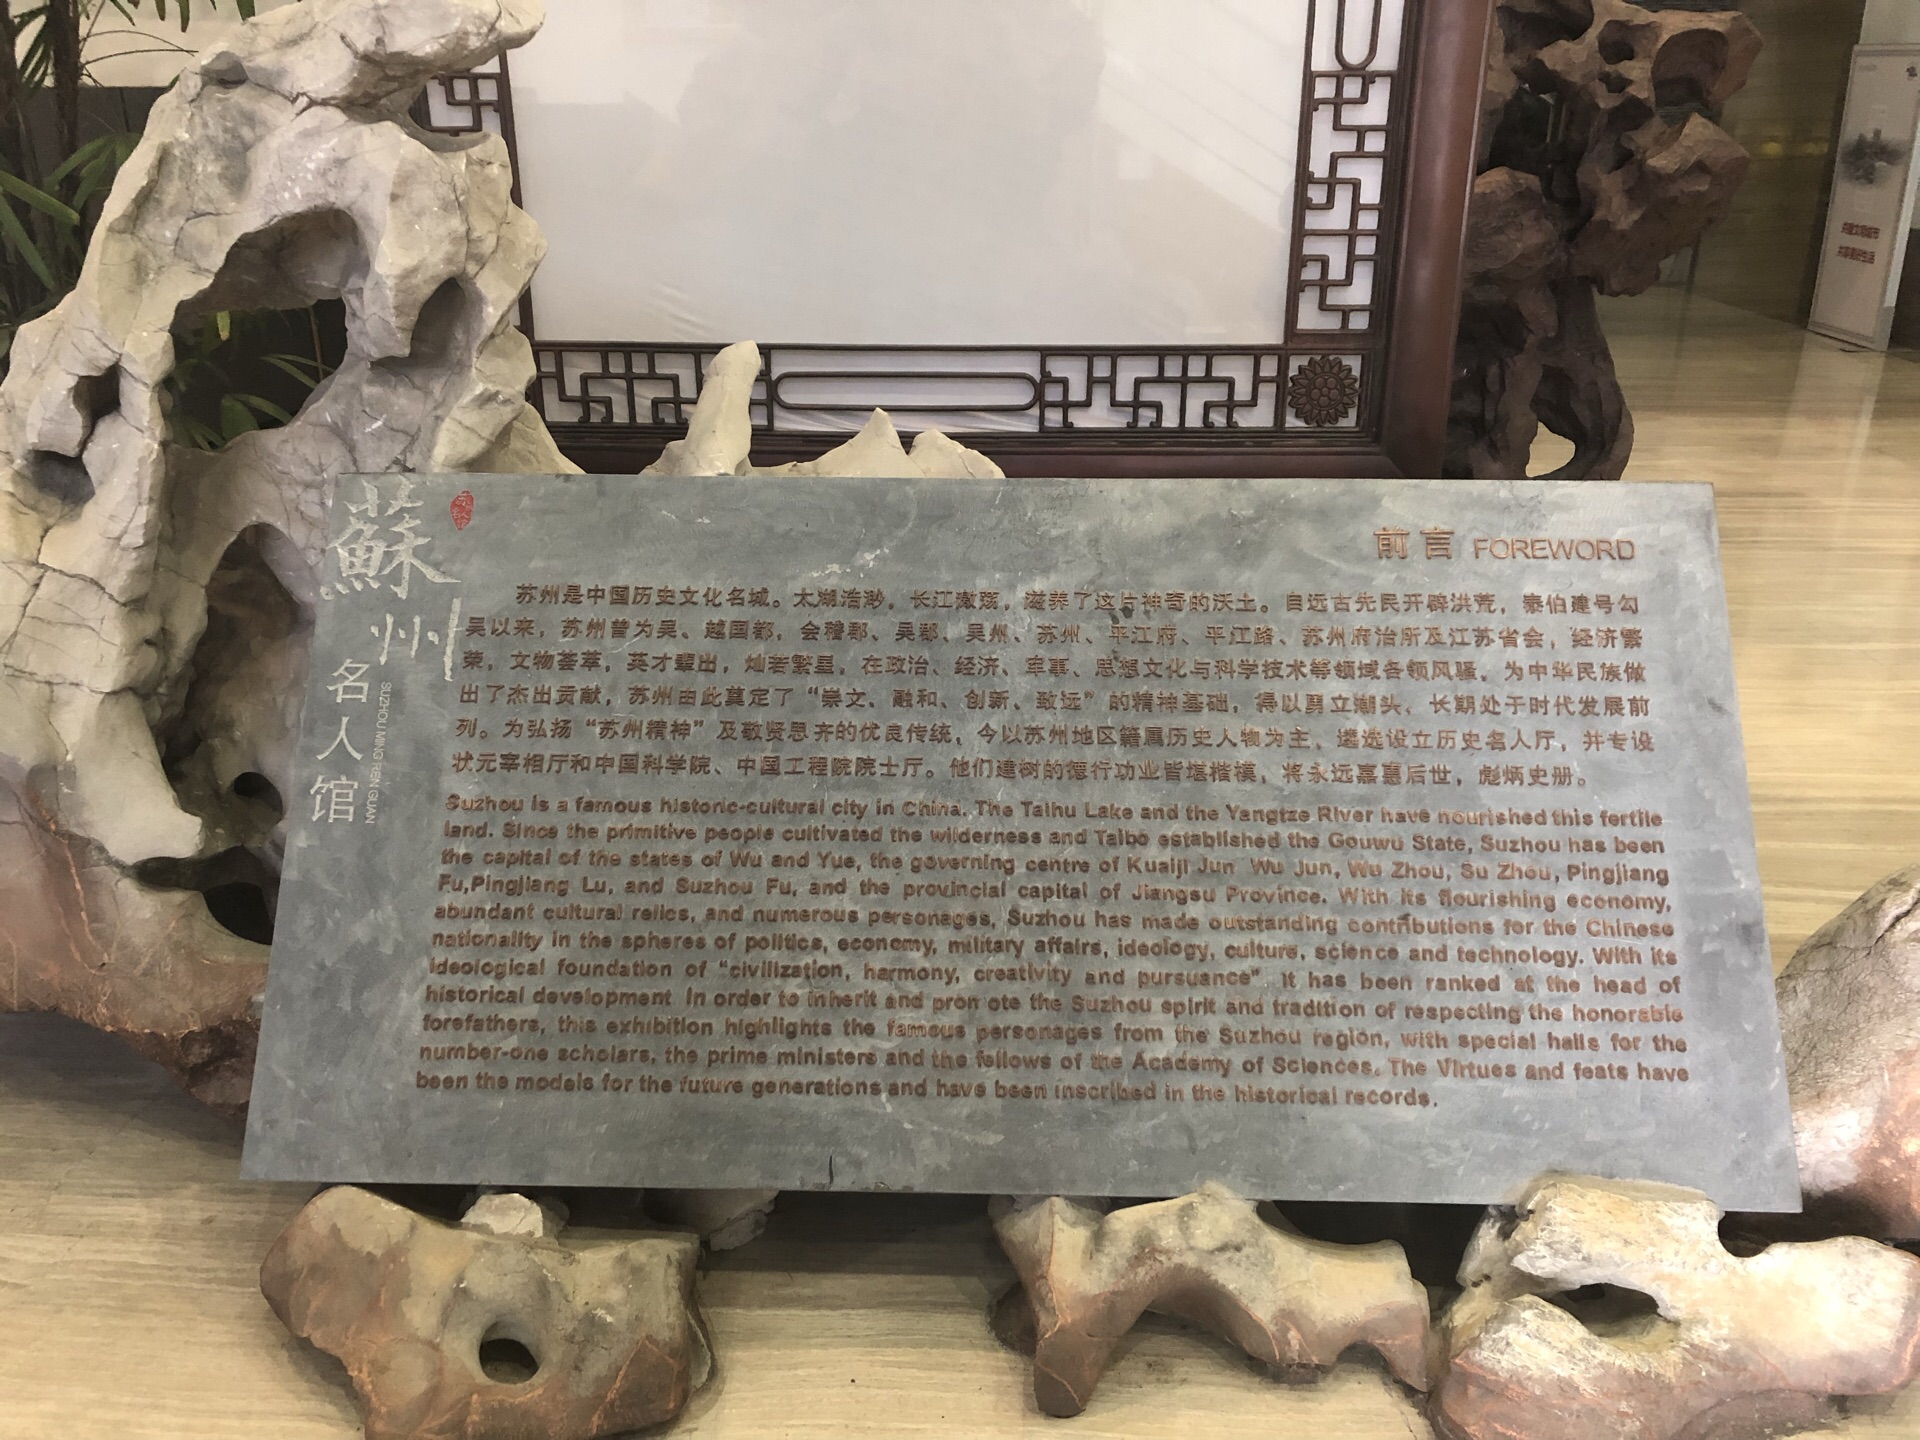 蘇州
名人馆
SUZHOU MING REN GUAN
前言 FOREWORD
苏州是中国历史文化名城。太湖浩渺，长江激荡，滋养了这片神奇的沃土。自远古先民开辟洪荒，泰伯建号勾
吴以来，苏州曾为吴、越国都，会稽郡、吴郡、吴州、苏州、平江府、平江路、苏州府治所及江苏省会，经济繁
荣，文物荟萃，英才辈出，灿若繁星，在政治、经济、军事、思想文化与科学技术等领域各领风骚，为中华民族做
出了杰出贡献，苏州由此奠定了“崇文、融和、创新、致远”的精神基础，得以勇立潮头，长期处于时代发展前
列。为弘扬“苏州精神”及敬贤思齐的优良传统，今以苏州地区籍属历史人物为主，遴选设立历史名人厅，并专设
状元宰相厅和中国科学院、中国工程院院士厅。他们建树的德行功业皆堪楷模，将永远嘉惠后世，彪炳史册。
Suzhou is a famous historic-cultural city in China. The Taihu Lake and the Yangtze River have nourished this fertile
land. Since the primitive people cultivated the wilderness and Taibo established the Gouwu State, Suzhou has been
the capital of the states of Wu and Yue, the governing centre of Kuaiji Jun Wu Jun, Wu Zhou, Su Zhou, Pingjiang
Fu,Pingjiang Lu, and Suzhou Fu, and the provincial capital of Jiangsu Province. With its flourishing economy,
abundant cultural relics, and numerous personages, Suzhou has made outstanding contributions for the Chinese
nationality in the spheres of politics, economy, military affairs, ideology, culture, science and technology. With its
ideological foundation of "civilization, harmony, creativity and pursuance". It has been ranked at the head of
historical development. In order to inherit and pron ote the Suzhou spirit and tradition of respecting the honorable
forefathers, this exhibition highlights the famous personages from the Suzhou region, with special halls for the
number-one scholars, the prime ministers and the fellows of the Academy of Sciences. The Virtues and feats have
been the models for the future generations and have been inscribed in the historical records.